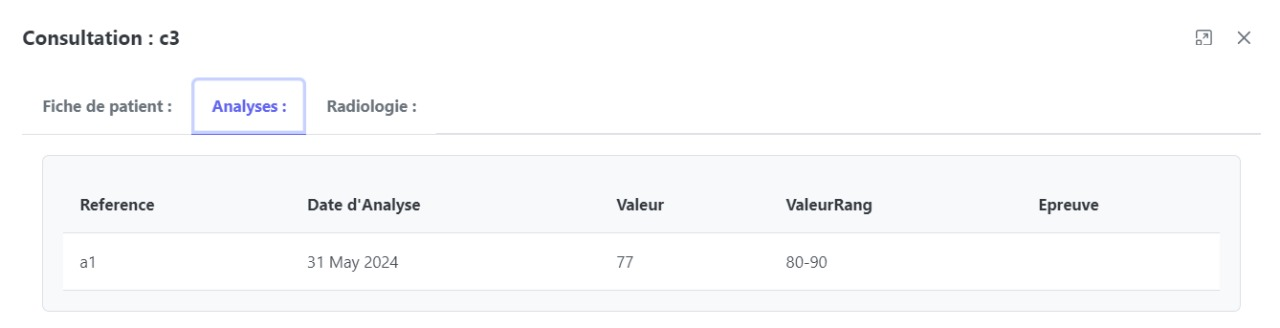 Consultation : c3
Fiche de patient : Analyses : Radiologie :
Reference Date d'Analyse Valeur ValeurRang Epreuve
a1 31 May 2024 77 80-90